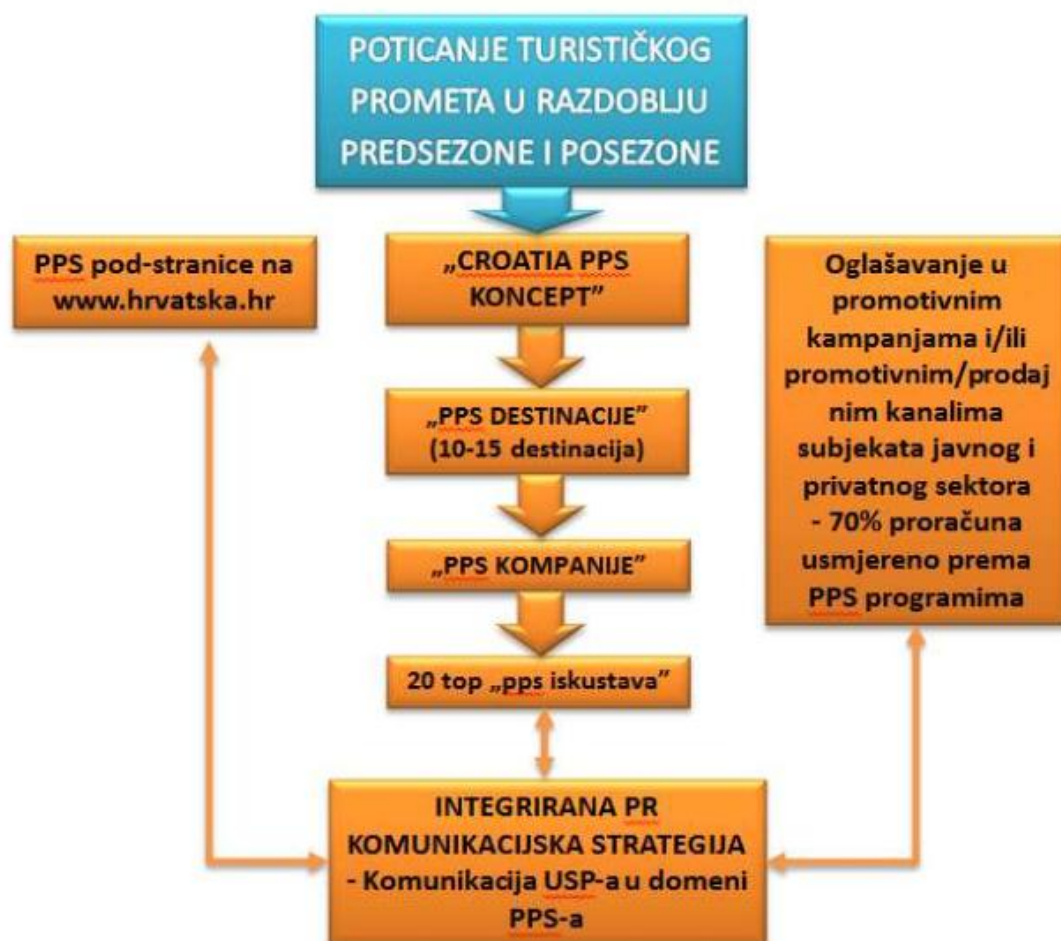 POTICANJE TURISTIČKOG
PROMETA U RAZDOBLJU
PREDSEZONE I POSEZONE
PPS pod-stranice na
www.hrvatska.hr
„CROATIA PPS
KONCEPT”
„PPS DESTINACIJE”
(10-15 destinacija)
„PPS KOMPANIJE”
20 top „pps iskustava”
Oglašavanje u
promotivnim
kampanjama i/ili
promotivnim/prodaj
nim kanalima
subjekata javnog i
privatnog sektora
- 70% proračuna
usmjereno prema
PPS programima
INTEGRIRANA PR
KOMUNIKACIJSKA STRATEGIJA
- Komunikacija USP-a u domeni
PPS-a